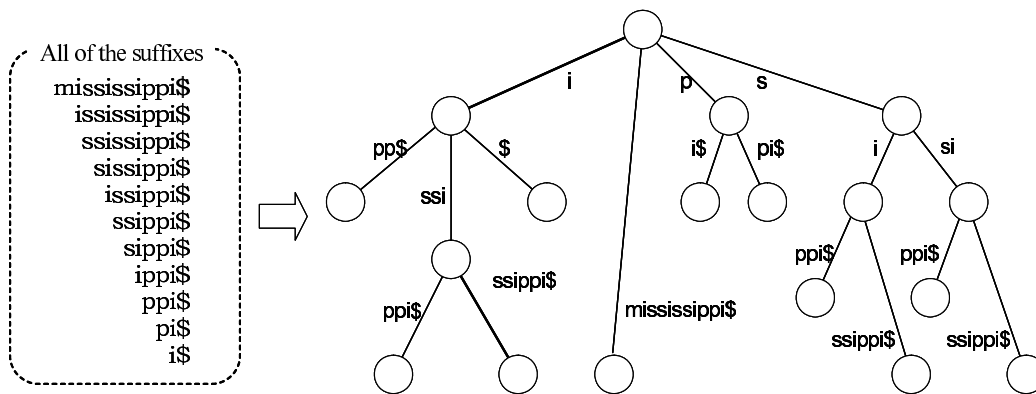 All of the suffixes
mississippi$
ississippi$
ssissippi$
sissippi$
issippi$
ssippi$
sippi$
ippi$
ppi$
pi$
i$
i
p
s
pp$
$
i$
pi$
i
si
ssi
ppi$
ppi$
ssippi$
ppi$
mississippi$
ssippi$
ssippi$